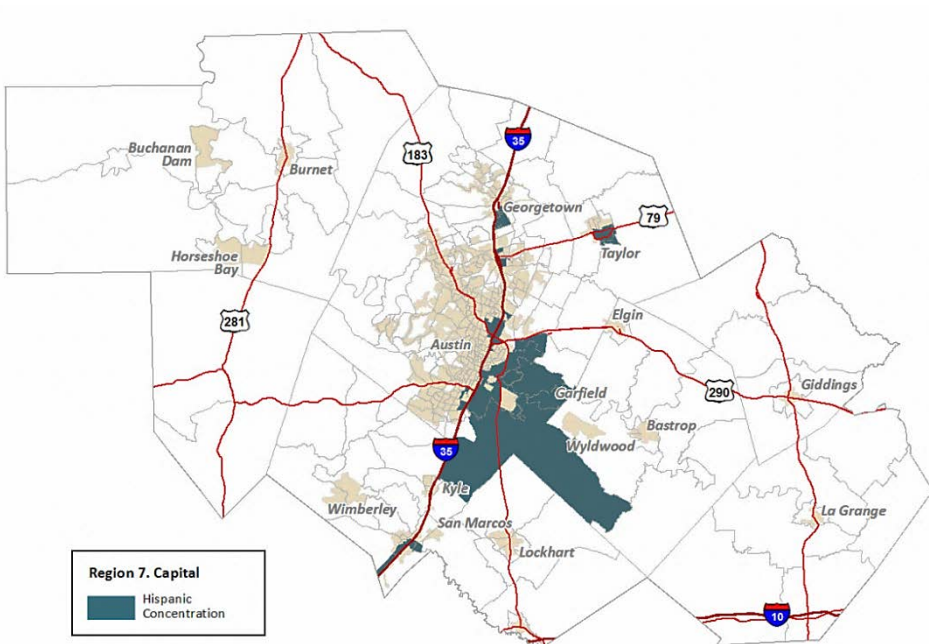 35
Buchanan
Dam
183
Burnet
Georgetown
79
Taylor
Horseshoe
Bay
281
Elgin
Austin
Garfield
290
Giddings
Wyldwood
Bastrop
35
Kyle
Wimberley
San Marcos
La Grange
Lockhart
Region 7. Capital
Hispanic
Concentration
10